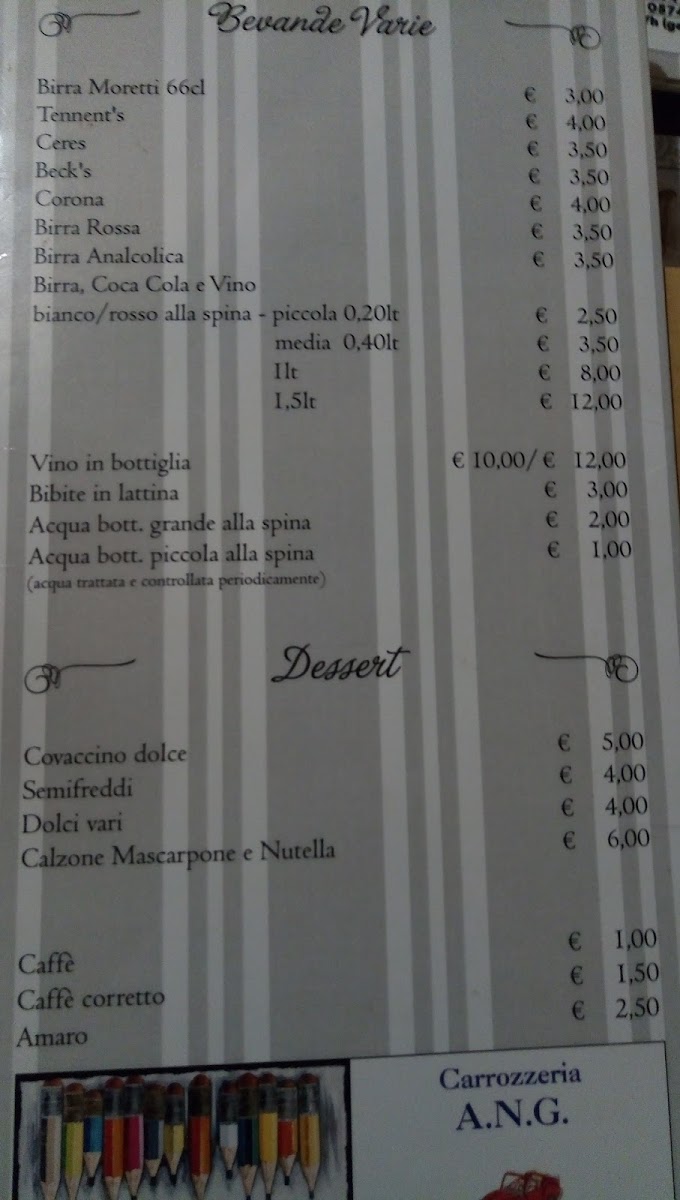 Bevande Varie
Birra Moretti 66cl € 3,00
Tennent's € 4,00
Ceres € 3,50
Beck's € 3,50
Corona € 4,00
Birra Rossa € 3,50
Birra Analcolica € 3,50
Birra, Coca Cola e Vino
bianco/rosso alla spina - piccola 0,20lt € 2,50
media 0,40lt € 3,50
1lt € 8,00
1,5lt € 12,00
Vino in bottiglia € 10,00/ € 12,00
Bibite in lattina € 3,00
Acqua bott. grande alla spina € 2,00
Acqua bott. piccola alla spina € 1,00
(acqua trattata e controllata periodicamente)
Dessert
Covaccino dolce € 5,00
Semifreddi € 4,00
Dolci vari € 4,00
Calzone Mascarpone e Nutella € 6,00
Caffè € 1,00
Caffè corretto € 1,50
Amaro € 2,50
Carrozzeria
A.N.G.
0874